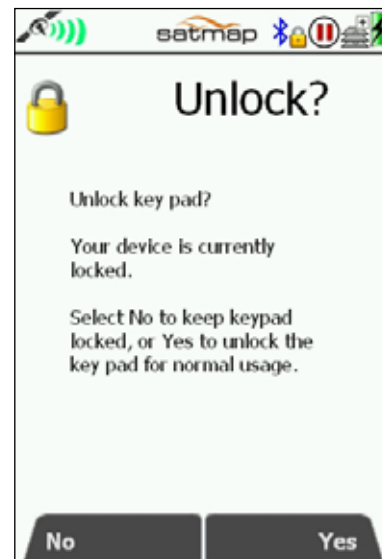 satmap
Unlock?
Unlock key pad?
Your device is currently
locked.
Select No to keep keypad
locked, or Yes to unlock the
key pad for normal usage.
No
Yes